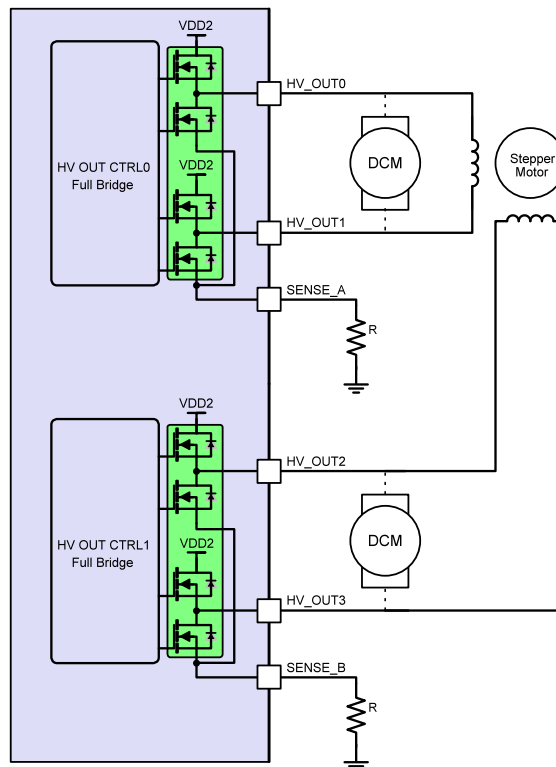 VDD2
HV_OUT0
HV OUT CTRL0
Full Bridge
VDD2
DCM
Stepper
Motor
HV_OUT1
SENSE_A
R
VDD2
HV_OUT2
HV OUT CTRL1
Full Bridge
VDD2
DCM
HV_OUT3
SENSE_B
R